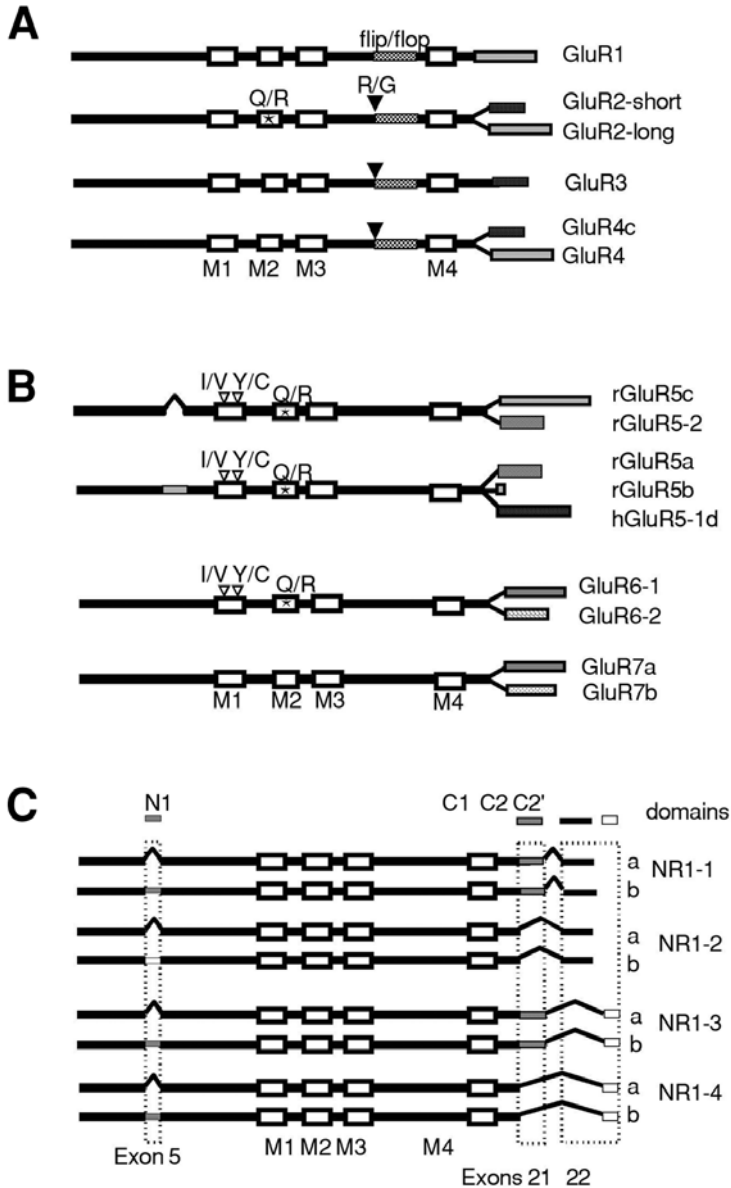 A
flip/flop
GluR1
Q/R R/G
GluR2-short
GluR2-long
GluR3
GluR4c
GluR4
M1 M2 M3 M4
B
I/V Y/C Q/R
rGluR5c
rGluR5-2
I/V Y/C Q/R
rGluR5a
rGluR5b
hGluR5-1d
I/V Y/C Q/R
GluR6-1
GluR6-2
GluR7a
GluR7b
M1 M2 M3 M4
C
N1 C1 C2 C2' domains
a
b
NR1-1
a
b
NR1-2
a
b
NR1-3
a
b
NR1-4
M1 M2 M3 M4
Exon 5
Exons 21 22